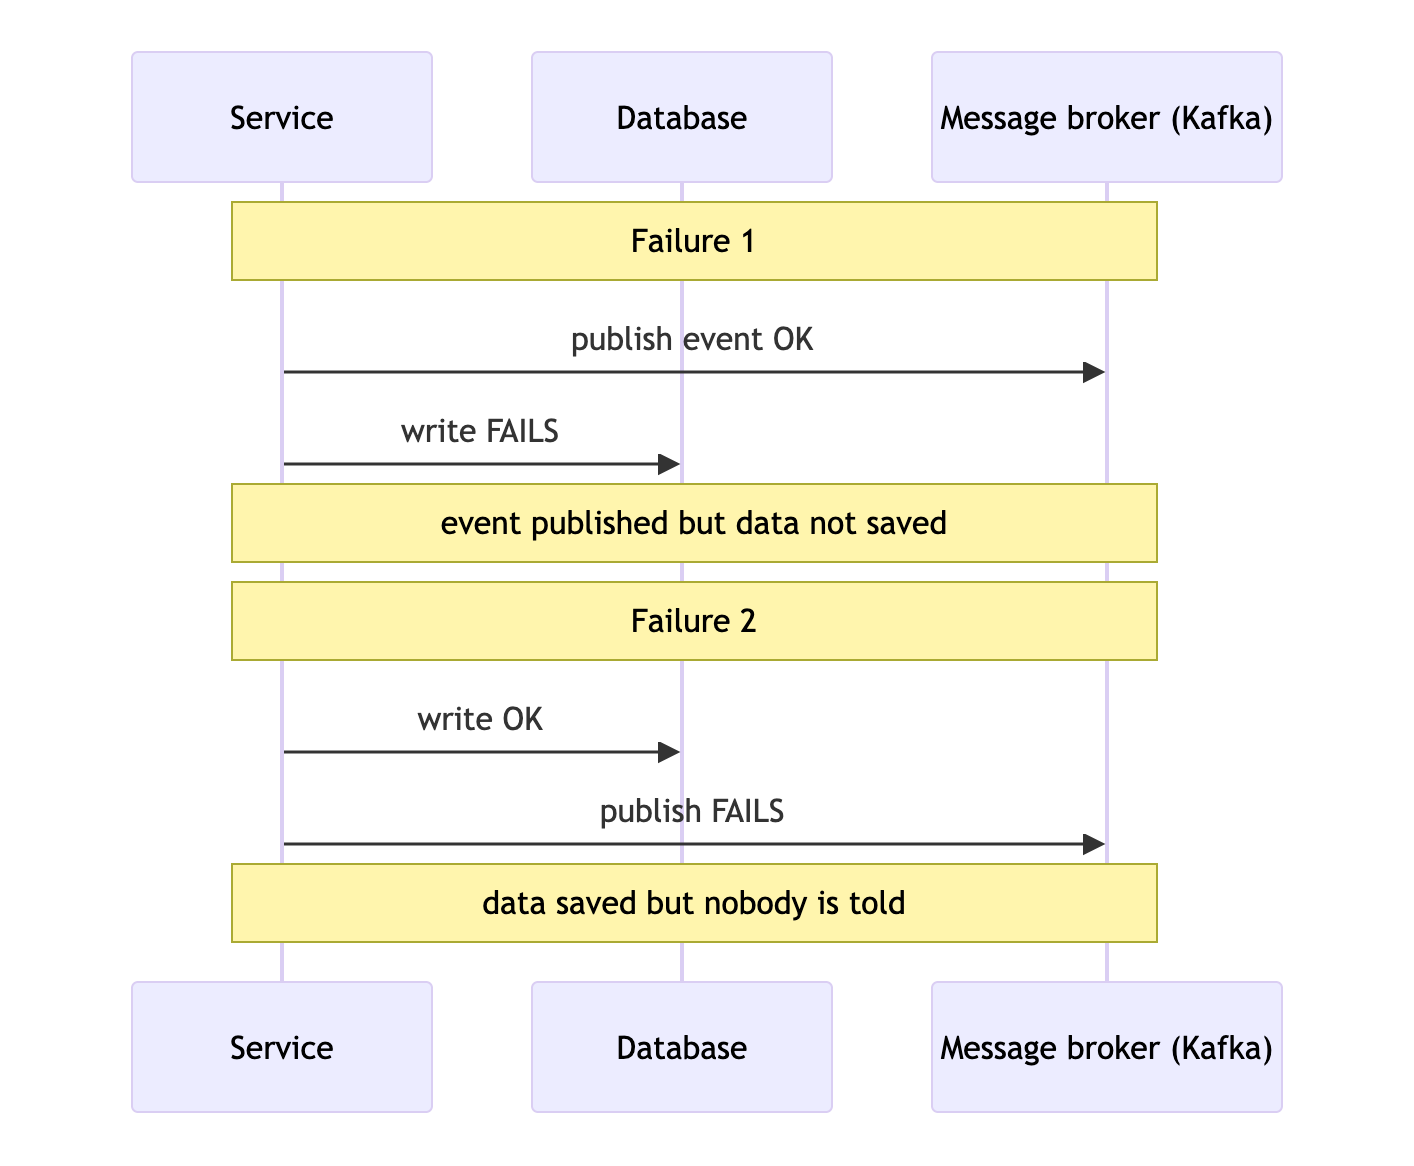 Service
Database
Message broker (Kafka)
Failure 1
publish event OK
write FAILS
event published but data not saved
Failure 2
write OK
publish FAILS
data saved but nobody is told
Service
Database
Message broker (Kafka)